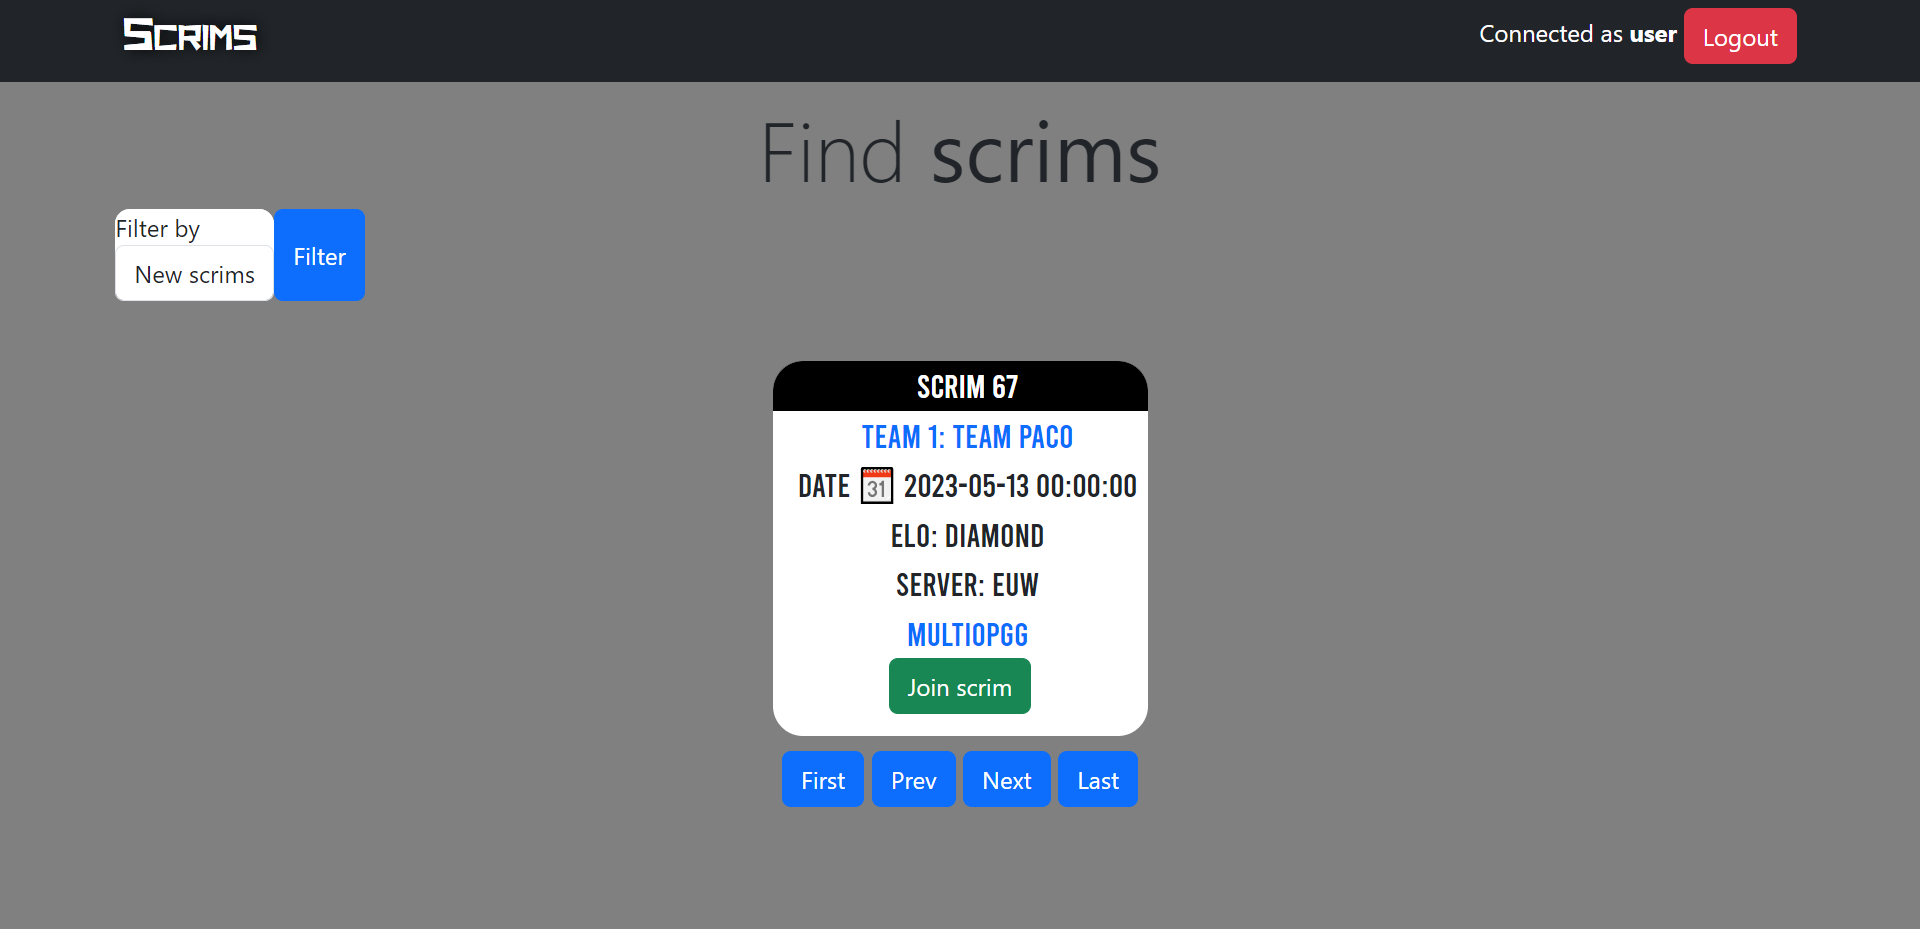 Scrims
Connected as user Logout
Find scrims
Filter by
New scrims
Filter
SCRIM 67
TEAM 1: TEAM PACO
DATE 31 2023-05-13 00:00:00
ELO: DIAMOND
SERVER: EUW
MULTIOPGG
Join scrim
First Prev Next Last